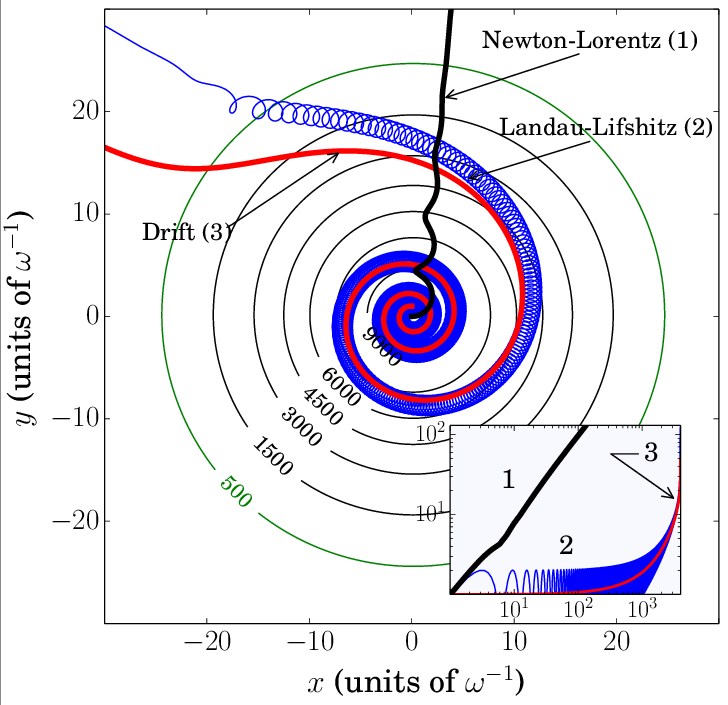 Newton-Lorentz (1)
Landau-Lifshitz (2)
Drift (3)
20
10
0
−10
−20
y (units of ω⁻¹)
9000
6000
4500
3000
1500
500
10²
10¹
1
2
3
10¹ 10² 10³
−20 −10 0 10 20
x (units of ω⁻¹)